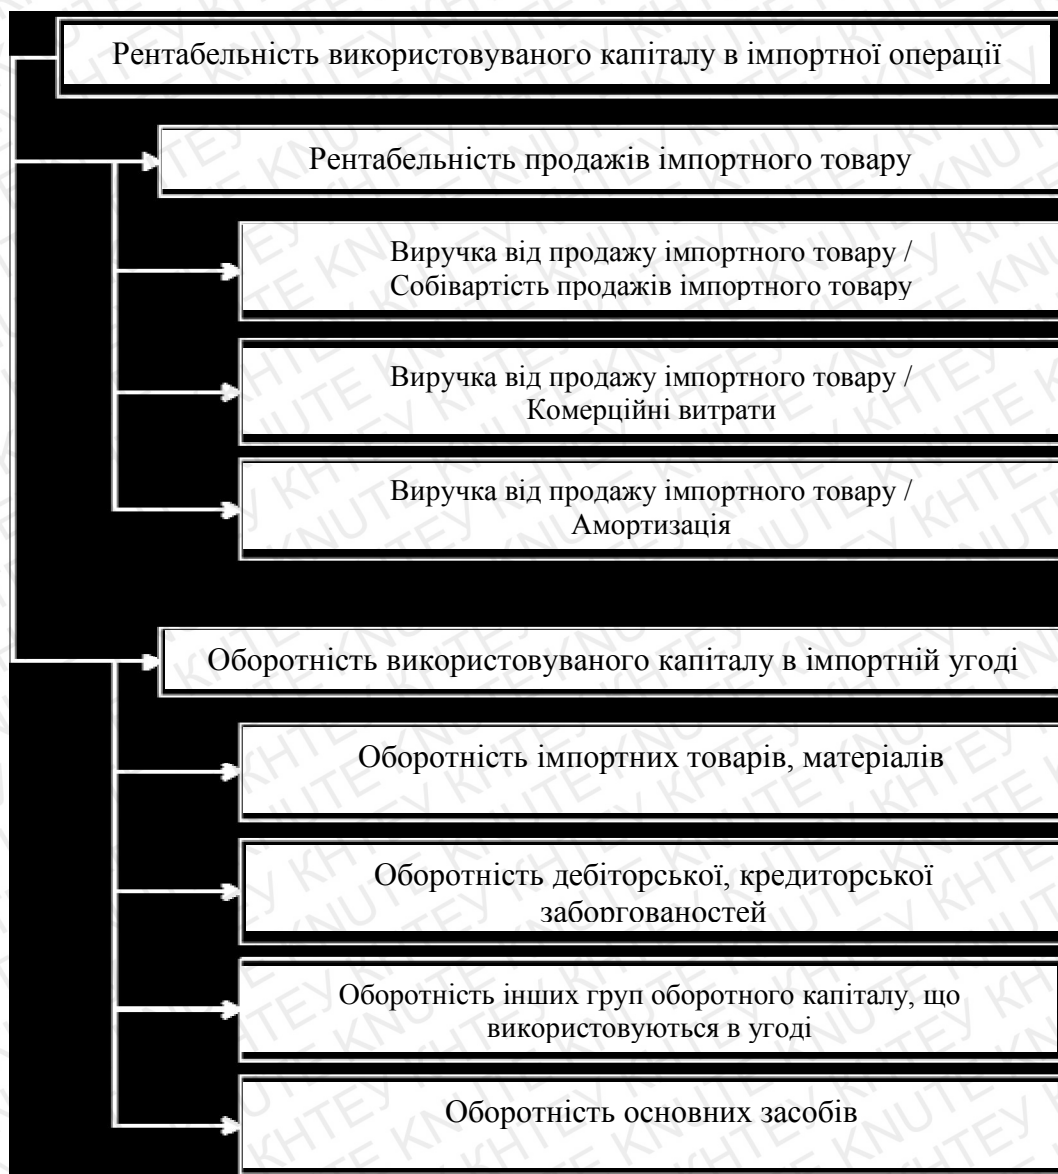 Рентабельність використовуваного капіталу в імпортної операції
Рентабельність продажів імпортного товару
Виручка від продажу імпортного товару /
Собівартість продажів імпортного товару
Виручка від продажу імпортного товару /
Комерційні витрати
Виручка від продажу імпортного товару /
Амортизація
Оборотність використовуваного капіталу в імпортній угоді
Оборотність імпортних товарів, матеріалів
Оборотність дебіторської, кредиторської
заборгованостей
Оборотність інших груп оборотного капіталу, що
використовуються в угоді
Оборотність основних засобів